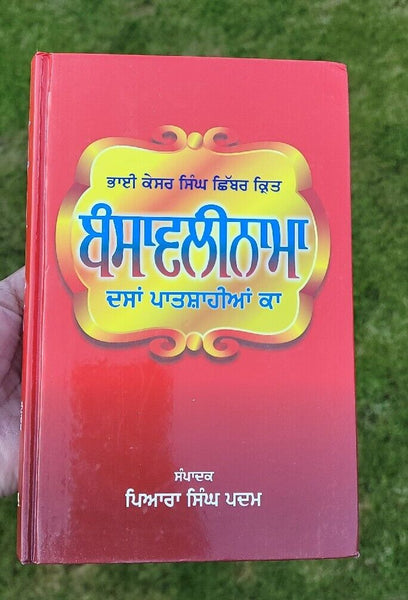 ਭਾਈ ਕੇਸਰ ਸਿੰਘ ਛਿੱਬਰ ਕ੍ਰਿਤ
ਬੰਸਾਵਲੀਨਾਮਾ
ਦਸਾਂ ਪਾਤਸ਼ਾਹੀਆਂ ਕਾ
ਸੰਪਾਦਕ
ਪਿਆਰਾ ਸਿੰਘ ਪਦਮ